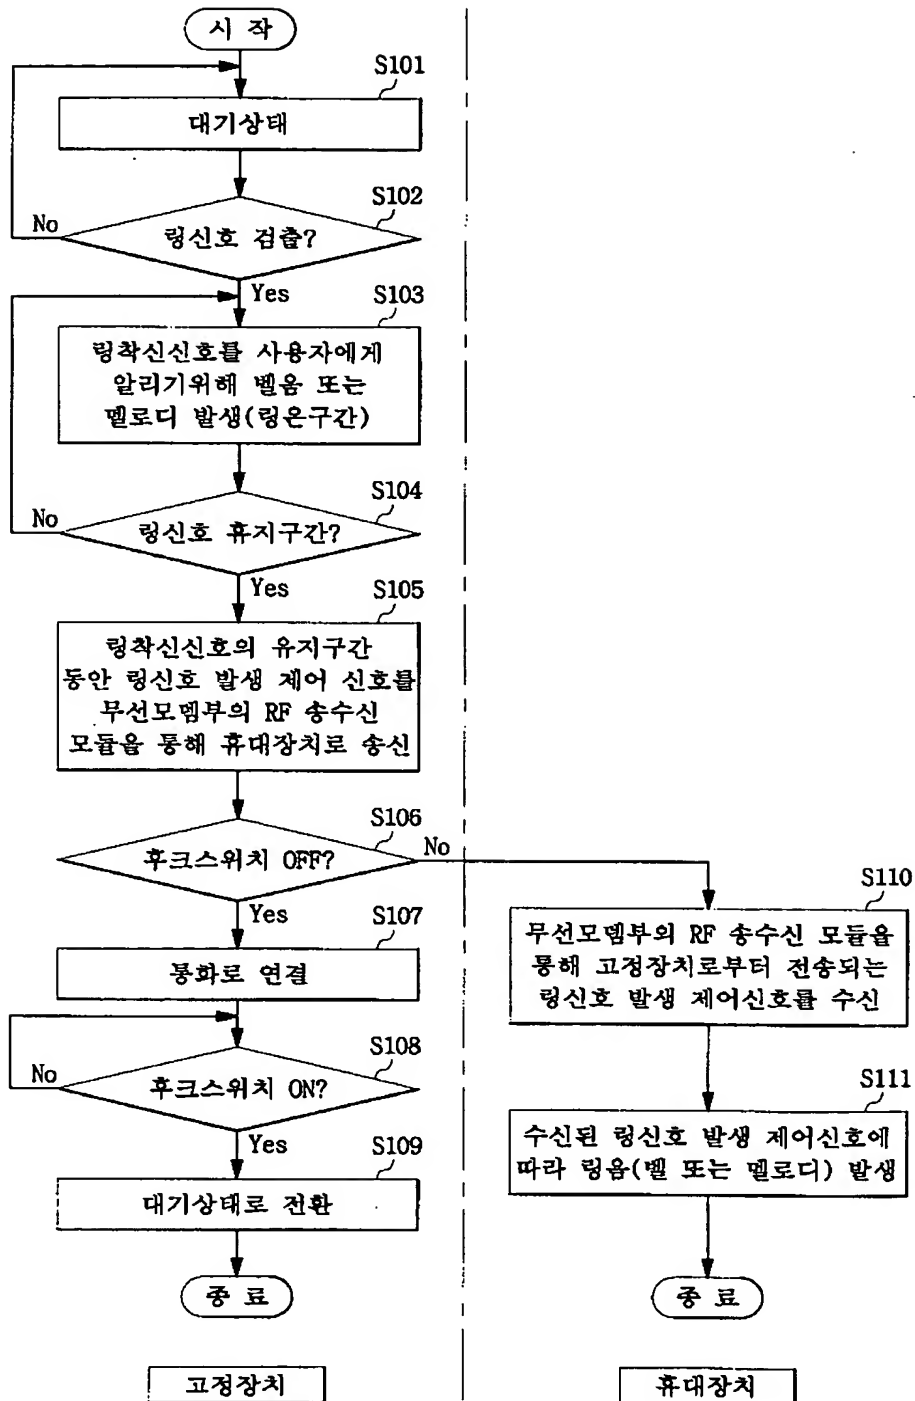 시 작
S101
대기상태
S102
링신호 검출?
No
Yes
S103
링착신신호를 사용자에게
알리기위해 벨음 또는
멜로디 발생(링온구간)
S104
링신호 휴지구간?
No
Yes
S105
링착신신호의 유지구간
동안 링신호 발생 제어 신호를
무선모뎀부의 RF 송수신
모듈을 통해 휴대장치로 송신
S106
후크스위치 OFF?
No
Yes
S107
통화로 연결
S108
후크스위치 ON?
No
Yes
S109
대기상태로 전환
종 료
고정장치
S110
무선모뎀부의 RF 송수신 모듈을
통해 고정장치로부터 전송되는
링신호 발생 제어신호를 수신
S111
수신된 링신호 발생 제어신호에
따라 링음(벨 또는 멜로디) 발생
종 료
휴대장치